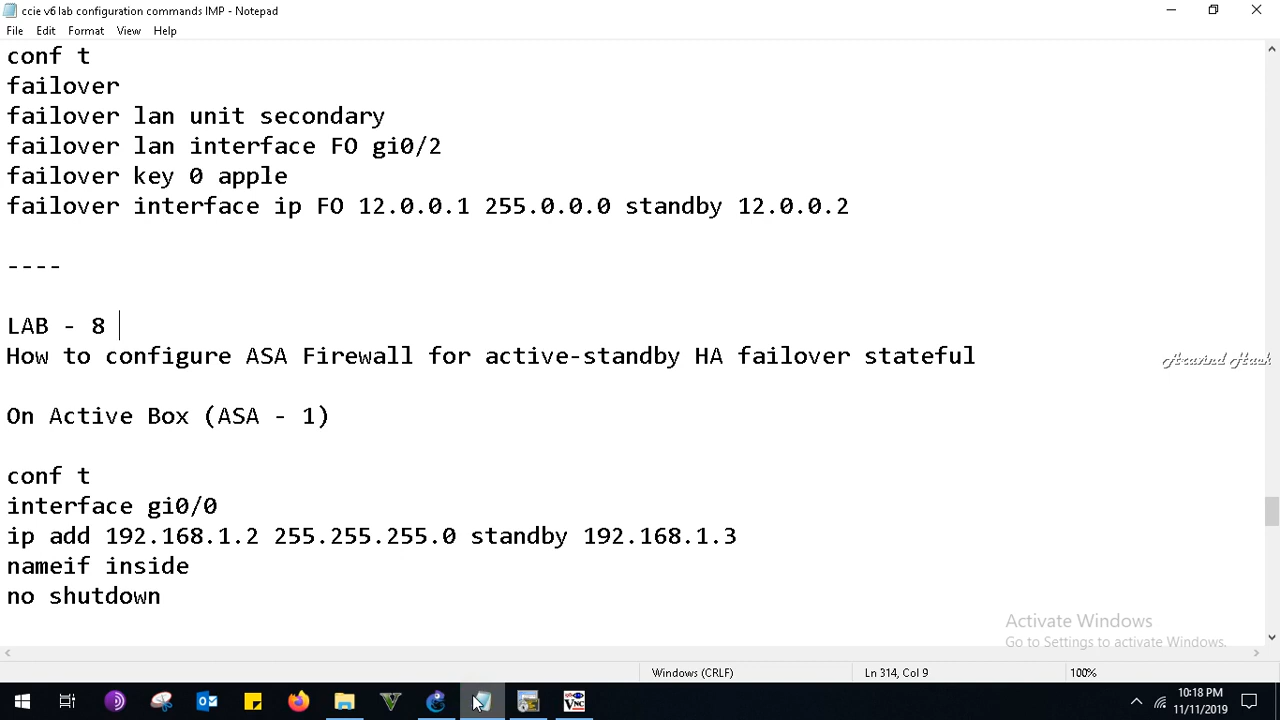 ccie v6 lab configuration commands IMP - Notepad
File Edit Format View Help
conf t
failover
failover lan unit secondary
failover lan interface FO gi0/2
failover key 0 apple
failover interface ip FO 12.0.0.1 255.0.0.0 standby 12.0.0.2
----
LAB - 8
How to configure ASA Firewall for active-standby HA failover stateful
Aravind Hask
On Active Box (ASA - 1)
conf t
interface gi0/0
ip add 192.168.1.2 255.255.255.0 standby 192.168.1.3
nameif inside
no shutdown
Activate Windows
Go to Settings to activate Windows.
Windows (CRLF) Ln 314, Col 9 100%
10:18 PM
11/11/2019